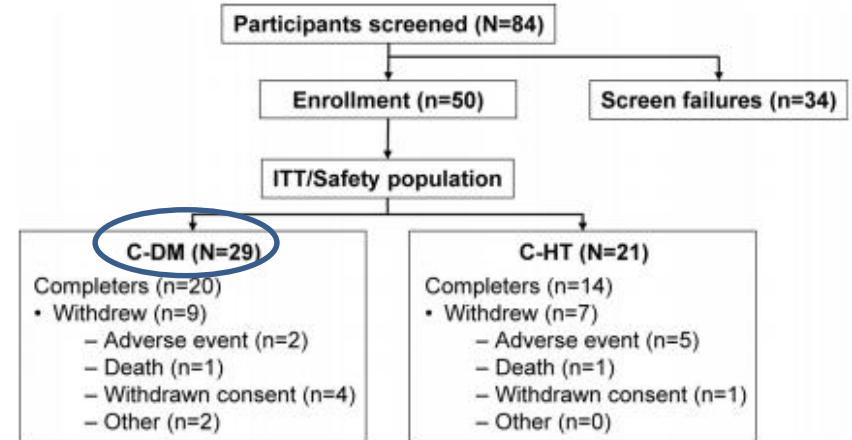 Participants screened (N=84)
Enrollment (n=50)
Screen failures (n=34)
ITT/Safety population
C-DM (N=29)
Completers (n=20)
• Withdrew (n=9)
– Adverse event (n=2)
– Death (n=1)
– Withdrawn consent (n=4)
– Other (n=2)
C-HT (N=21)
Completers (n=14)
• Withdrew (n=7)
– Adverse event (n=5)
– Death (n=1)
– Withdrawn consent (n=1)
– Other (n=0)